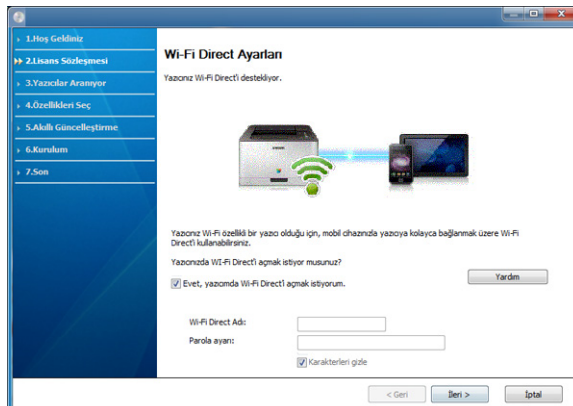 1.Hoş Geldiniz
2.Lisans Sözleşmesi
3.Yazıcılar Aranıyor
4.Özellikleri Seç
5.Akıllı Güncelleştirme
6.Kurulum
7.Son
Wi-Fi Direct Ayarları
Yazıcınız Wi-Fi Direct'i destekliyor.
Yazıcınız Wi-Fi özellikli bir yazıcı olduğu için, mobil cihazınızla yazıcıya kolayca bağlanmak üzere Wi-Fi
Direct'i kullanabilirsiniz.
Yazıcınızda WI-Fi Direct'i açmak istiyor musunuz?
Evet, yazıcımda Wi-Fi Direct'i açmak istiyorum.
Yardım
Wi-Fi Direct Adı:
Parola ayarı:
Karakterleri gizle
< Geri
İleri >
İptal